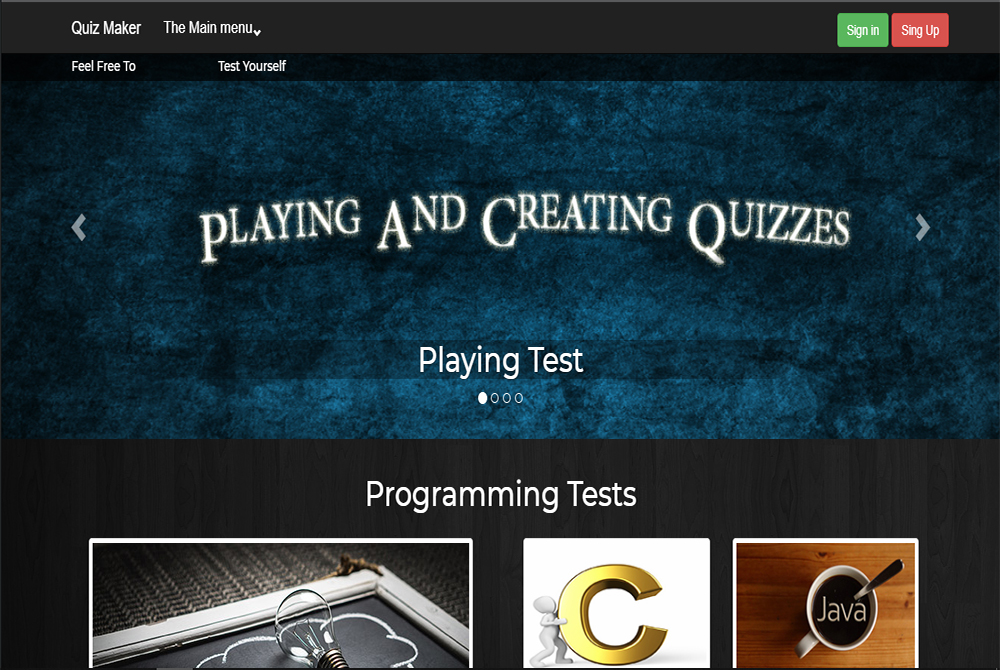 Quiz Maker The Main menu Sign in Sing Up
Feel Free To Test Yourself
PLAYING AND CREATING QUIZZES
Playing Test
Programming Tests
C
Java